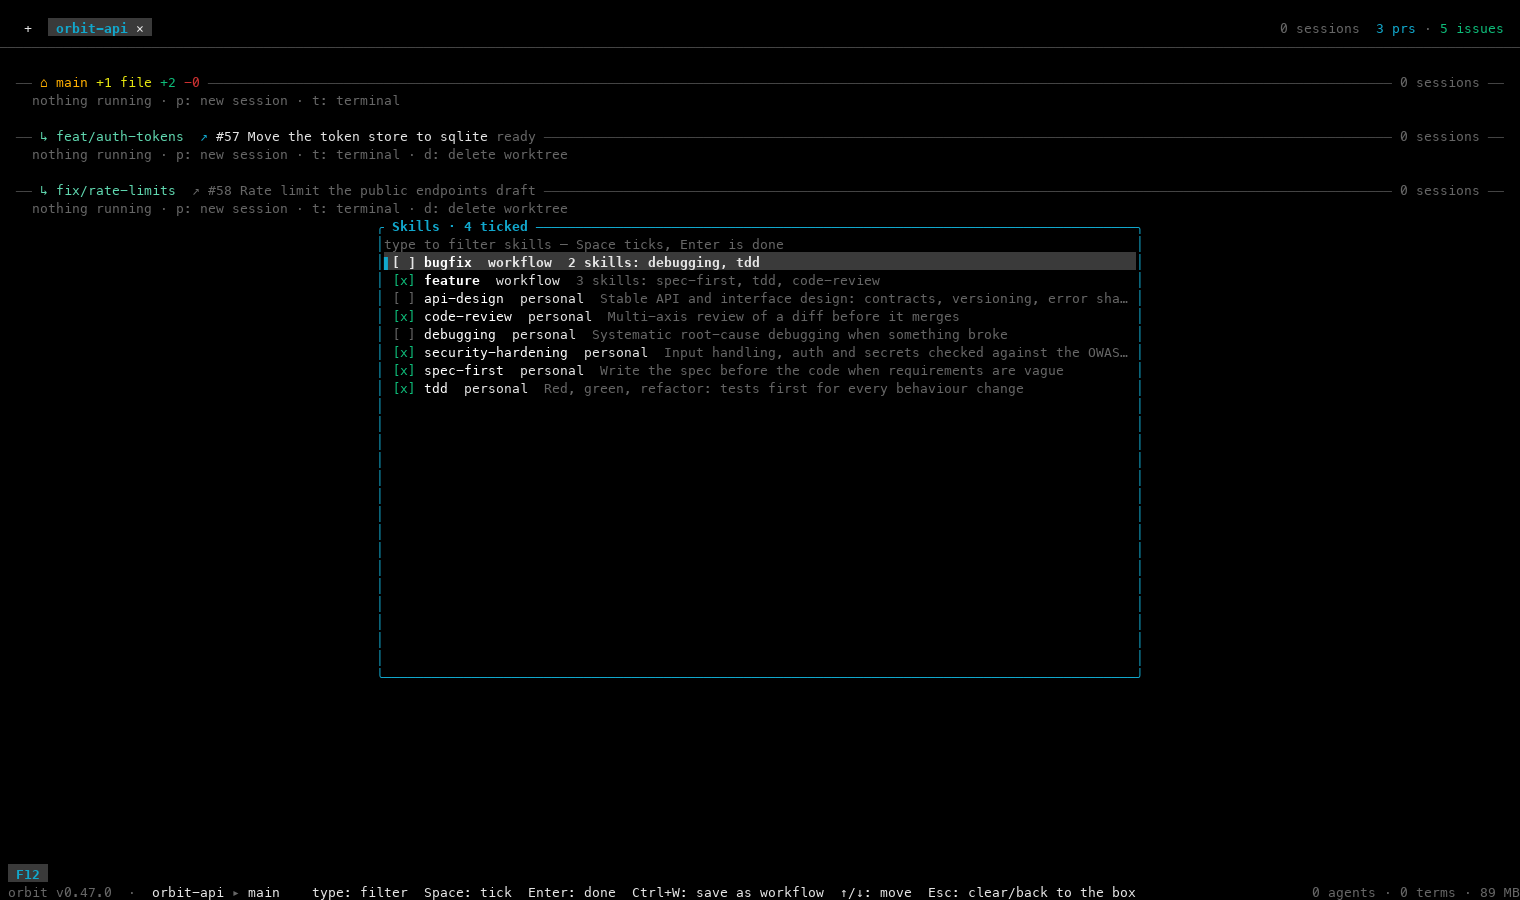 + orbit-api × 0 sessions 3 prs · 5 issues
⌂ main +1 file +2 −0 0 sessions
nothing running · p: new session · t: terminal
↳ feat/auth-tokens ↗ #57 Move the token store to sqlite ready 0 sessions
nothing running · p: new session · t: terminal · d: delete worktree
↳ fix/rate-limits ↗ #58 Rate limit the public endpoints draft 0 sessions
nothing running · p: new session · t: terminal · d: delete worktree
Skills · 4 ticked
type to filter skills — Space ticks, Enter is done
[ ] bugfix workflow 2 skills: debugging, tdd
[x] feature workflow 3 skills: spec-first, tdd, code-review
[ ] api-design personal Stable API and interface design: contracts, versioning, error sha…
[x] code-review personal Multi-axis review of a diff before it merges
[ ] debugging personal Systematic root-cause debugging when something broke
[x] security-hardening personal Input handling, auth and secrets checked against the OWAS…
[x] spec-first personal Write the spec before the code when requirements are vague
[x] tdd personal Red, green, refactor: tests first for every behaviour change
F12
orbit v0.47.0 · orbit-api ▸ main type: filter Space: tick Enter: done Ctrl+W: save as workflow ↑/↓: move Esc: clear/back to the box 0 agents · 0 terms · 89 MB